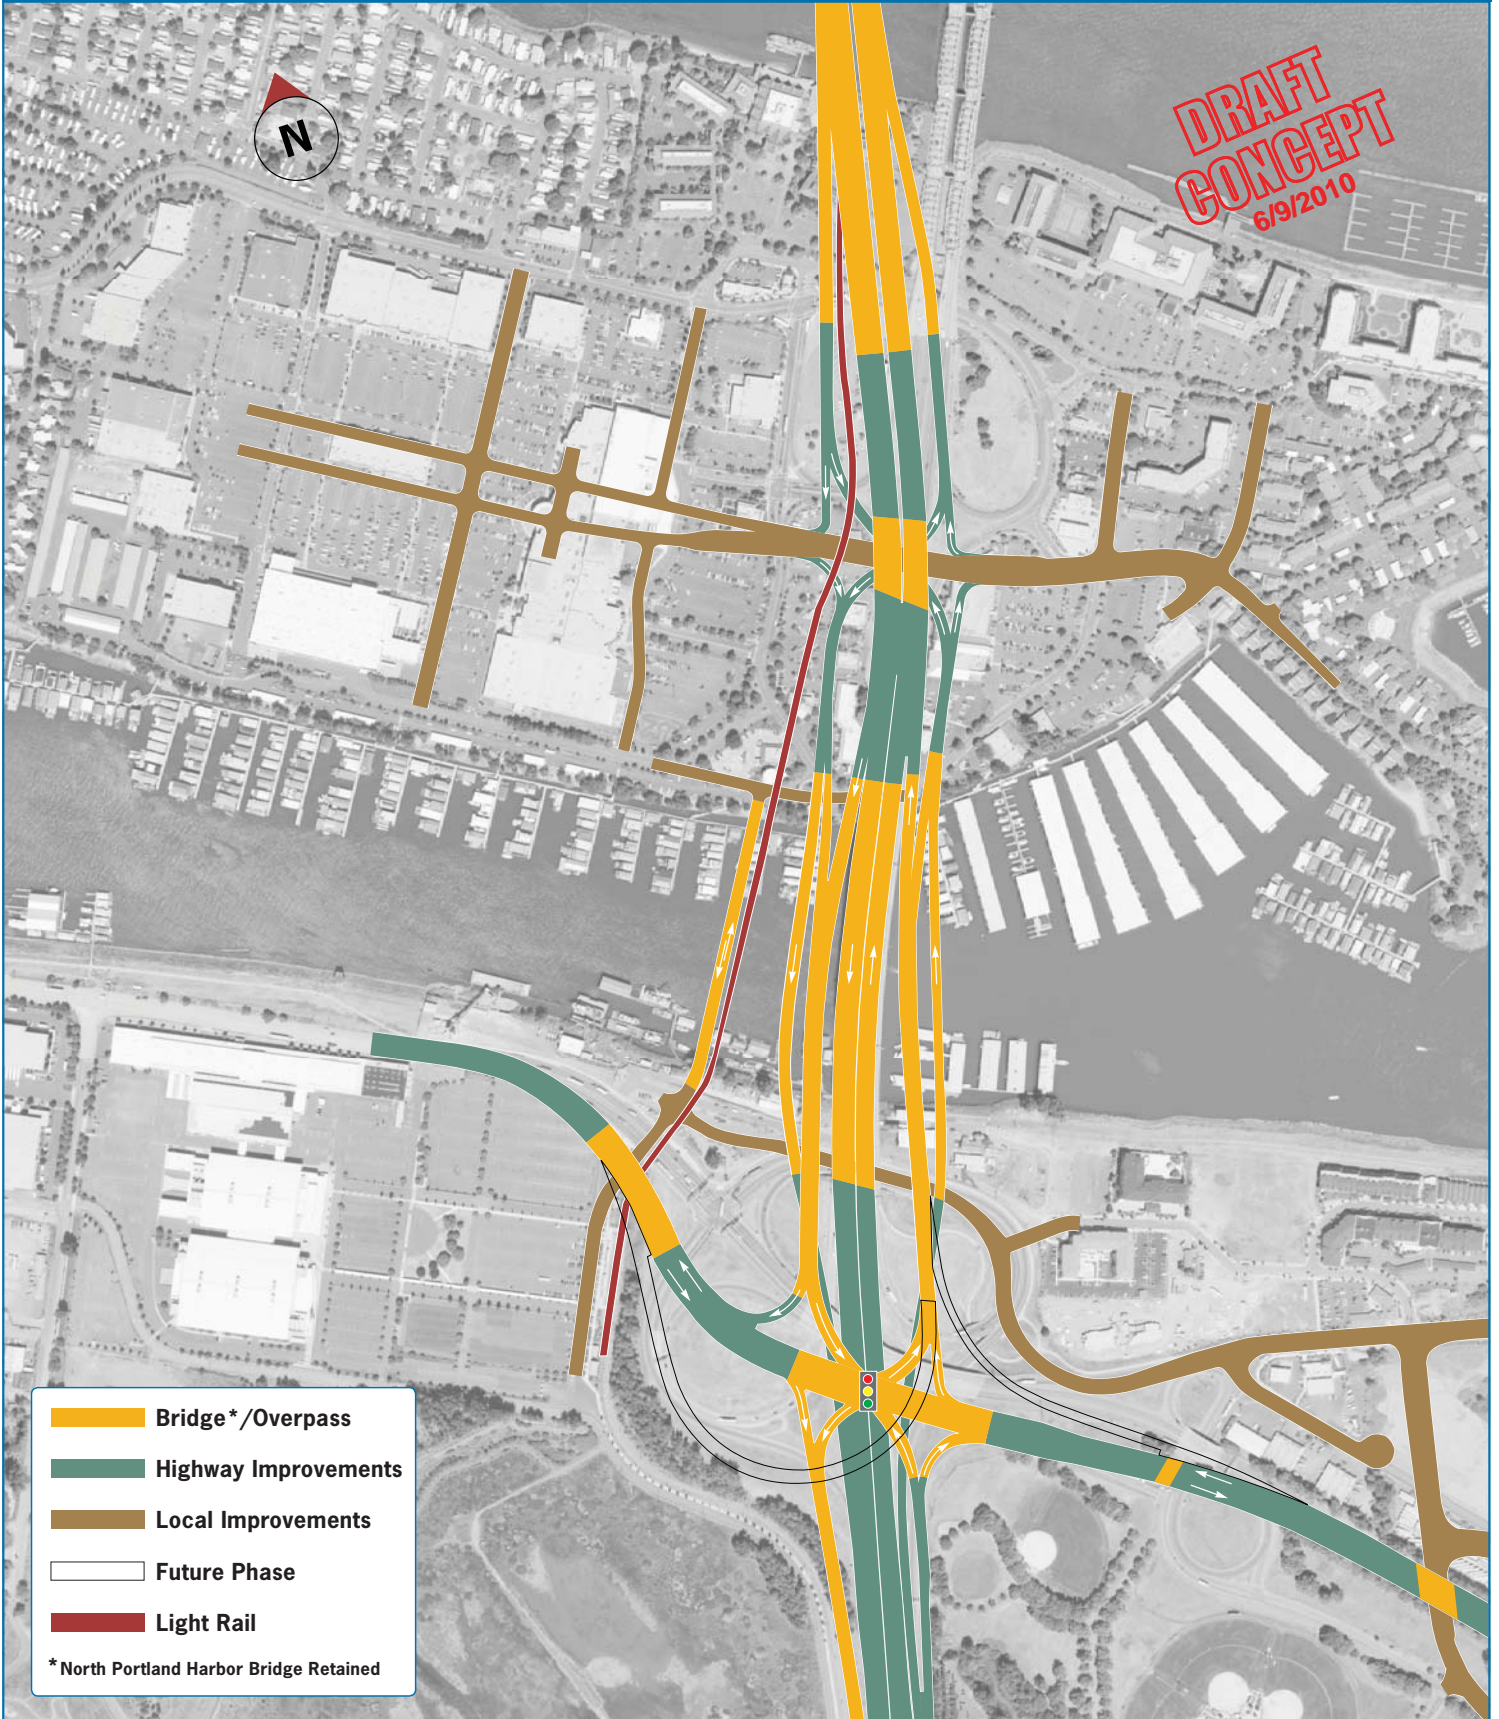 N
DRAFT
CONCEPT
6/9/2010
Bridge*/Overpass
Highway Improvements
Local Improvements
Future Phase
Light Rail
*North Portland Harbor Bridge Retained